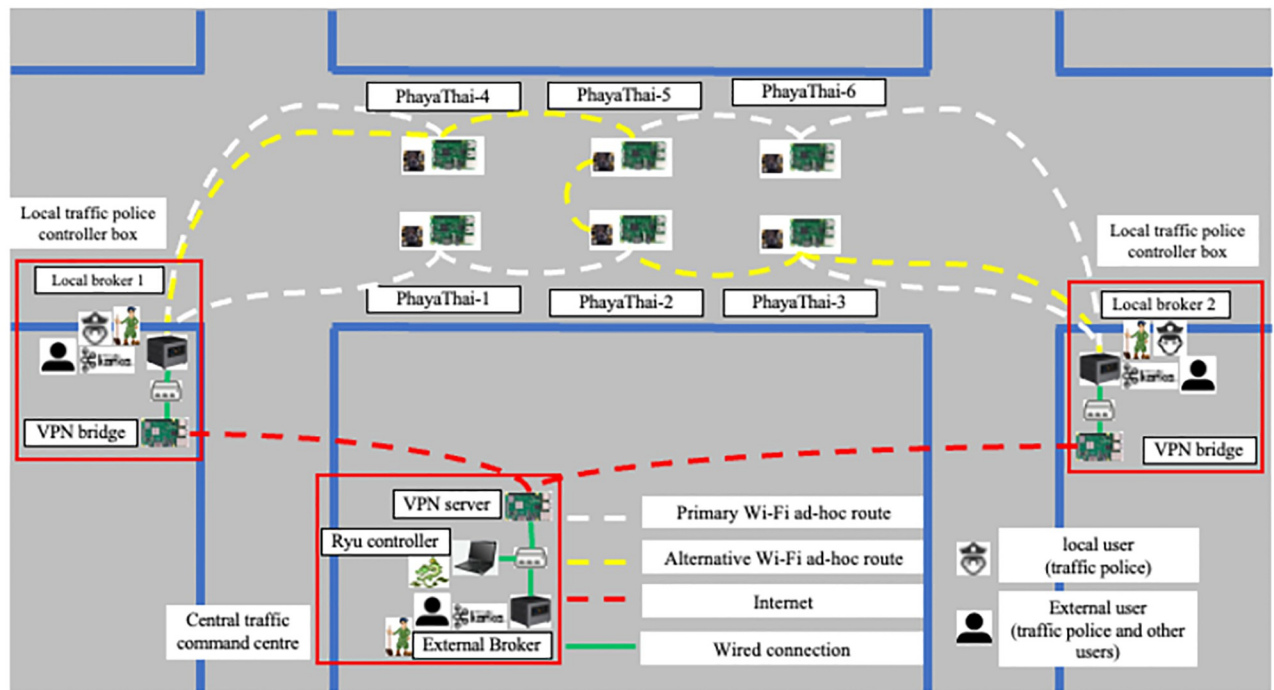 PhayaThai-4
PhayaThai-5
PhayaThai-6
Local traffic police
controller box
Local traffic police
controller box
Local broker 1
PhayaThai-1
PhayaThai-2
PhayaThai-3
Local broker 2
kafka
kafka
VPN bridge
VPN bridge
VPN server
Primary Wi-Fi ad-hoc route
Ryu controller
Alternative Wi-Fi ad-hoc route
local user
(traffic police)
Internet
Central traffic
command centre
kafka
External Broker
Wired connection
External user
(traffic police and other
users)